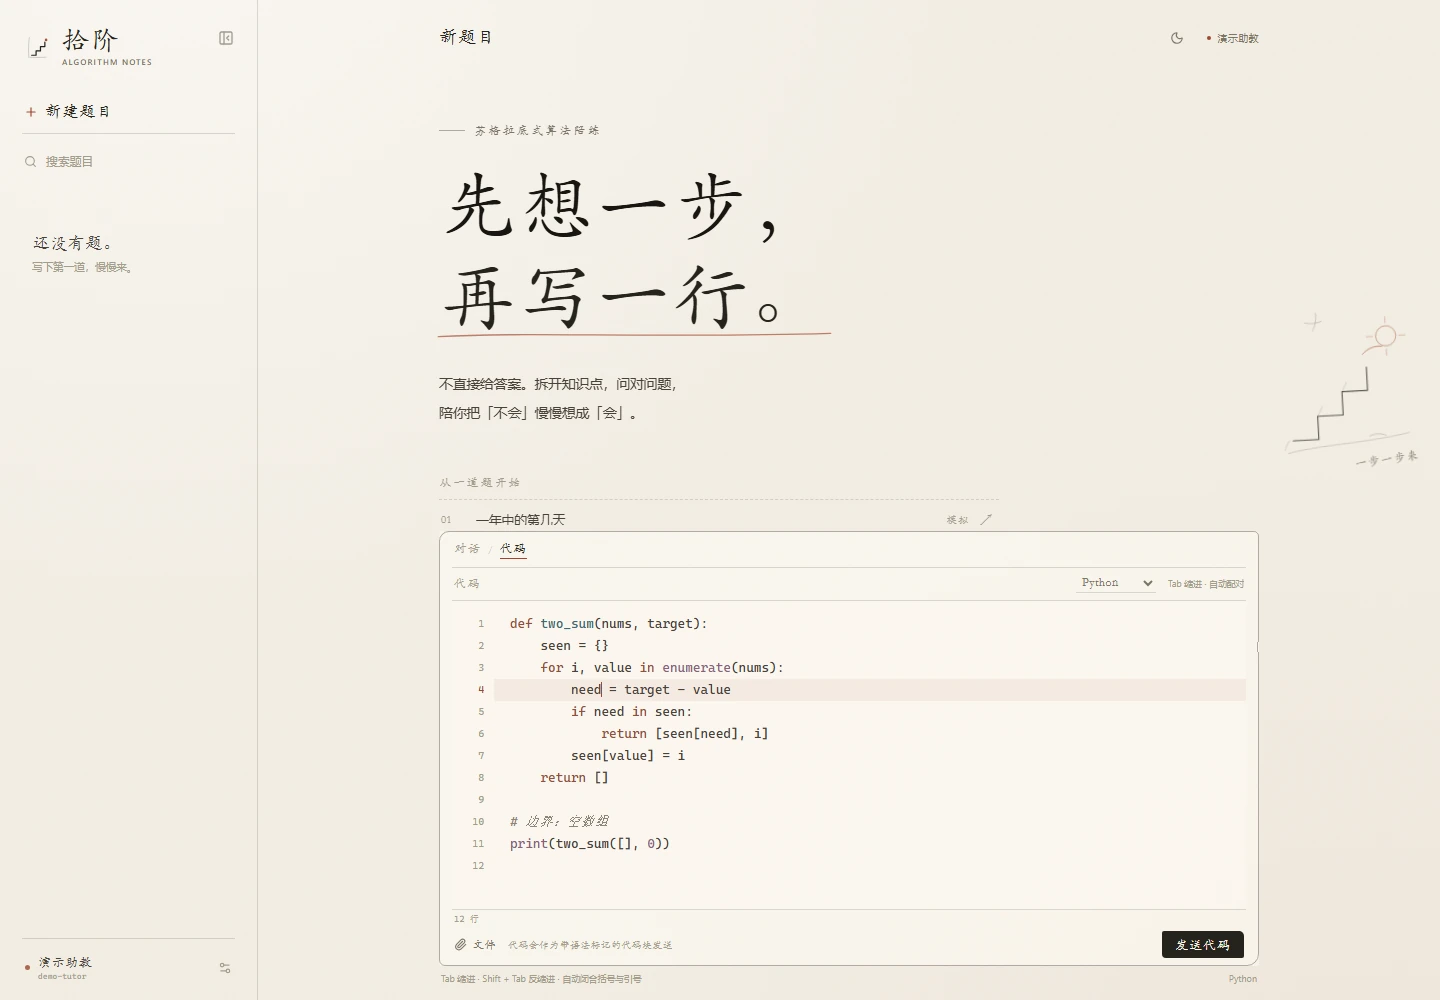 拾阶
ALGORITHM NOTES
新建题目
搜索题目
还没有题。
写下第一道，慢慢来。
演示助教
demo-tutor
新题目
演示助教
苏格拉底式算法陪练
先想一步，
再写一行。
不直接给答案。拆开知识点，问对问题，
陪你把「不会」慢慢想成「会」。
一步一步来
从一道题开始
01 一年中的第几天 模拟
对话 / 代码
代码 Python Tab 缩进 · 自动配对
1 def two_sum(nums, target):
2     seen = {}
3     for i, value in enumerate(nums):
4         need = target - value
5         if need in seen:
6             return [seen[need], i]
7         seen[value] = i
8     return []
9
10 # 边界：空数组
11 print(two_sum([], 0))
12
12 行
文件 代码会作为带语法标记的代码块发送 发送代码
Tab 缩进 · Shift + Tab 反缩进 · 自动闭合括号与引号 Python